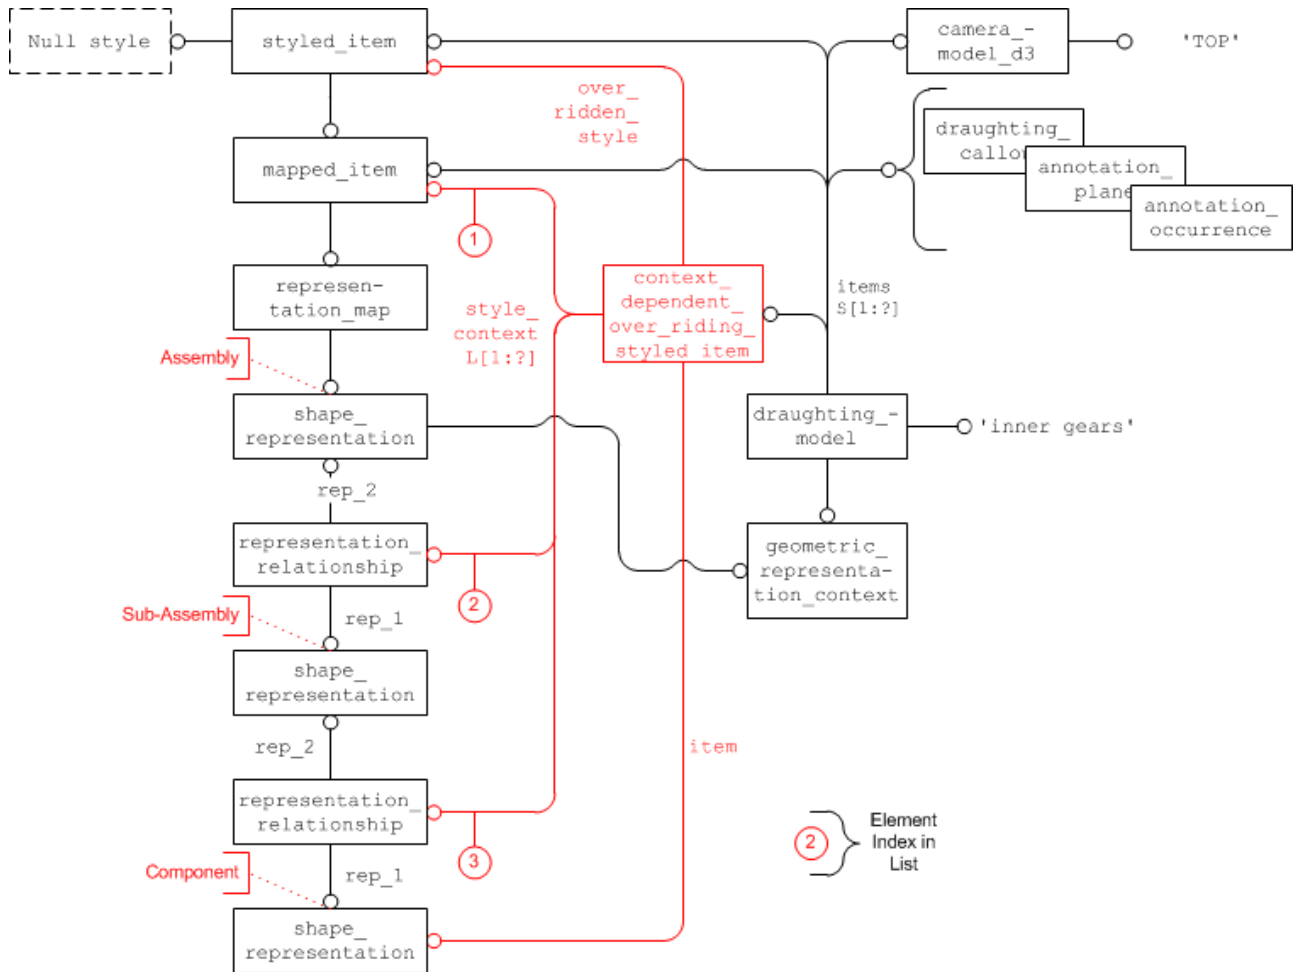 Null style
styled_item
camera_-
model_d3
'TOP'
over_
ridden_
style
draughting_
callou
annotation_
plane
annotation_
occurrence
mapped_item
1
represen-
tation_map
style_
context
L[1:?]
context_
dependent_
over_riding_
styled item
items
S[1:?]
Assembly
shape_
representation
draughting_-
model
'inner gears'
rep_2
representation_
relationship
2
geometric_
representa-
tion_context
Sub-Assembly
rep_1
shape_
representation
rep_2
item
representation_
relationship
3
2
Element
Index in
List
Component
rep_1
shape_
representation